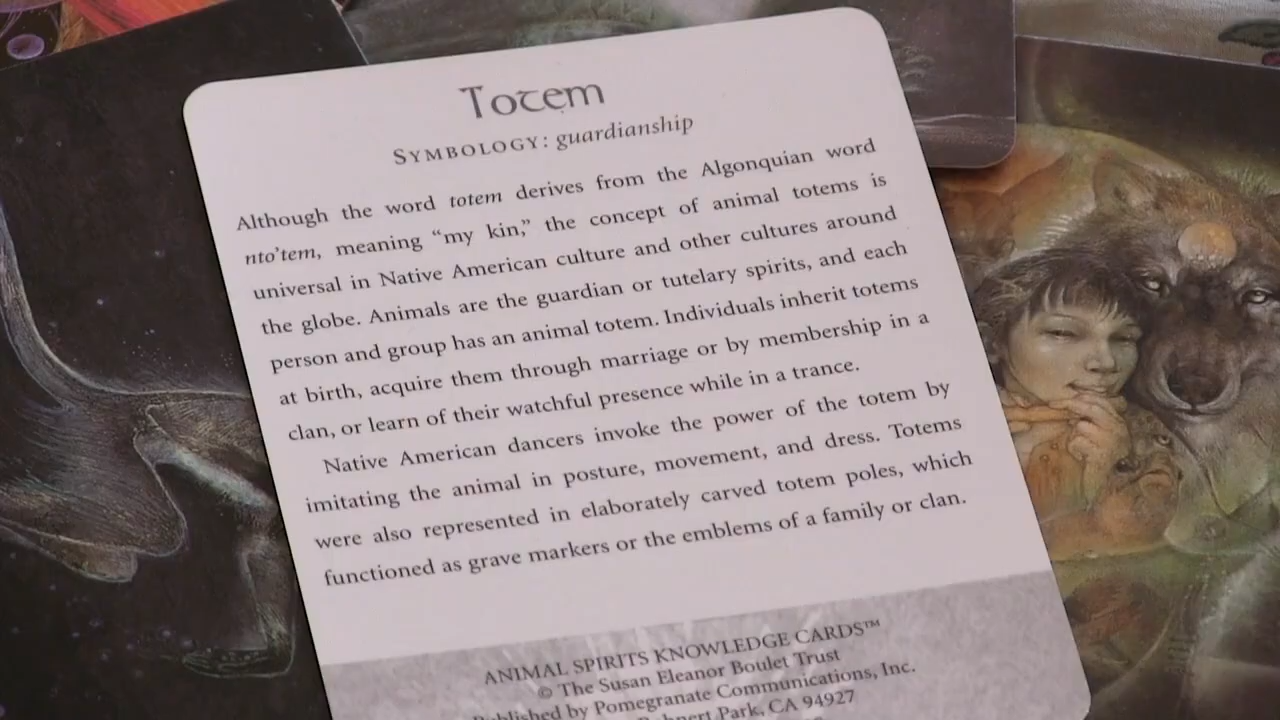 Totem
SYMBOLOGY: guardianship
Although the word totem derives from the Algonquian word
nto'tem, meaning “my kin,” the concept of animal totems is
universal in Native American culture and other cultures around
the globe. Animals are the guardian or tutelary spirits, and each
person and group has an animal totem. Individuals inherit totems
at birth, acquire them through marriage or by membership in a
clan, or learn of their watchful presence while in a trance.
Native American dancers invoke the power of the totem by
imitating the animal in posture, movement, and dress. Totems
were also represented in elaborately carved totem poles, which
functioned as grave markers or the emblems of a family or clan.
ANIMAL SPIRITS KNOWLEDGE CARDS™
© The Susan Eleanor Boulet Trust
Published by Pomegranate Communications, Inc.
Rohnert Park, CA 94927